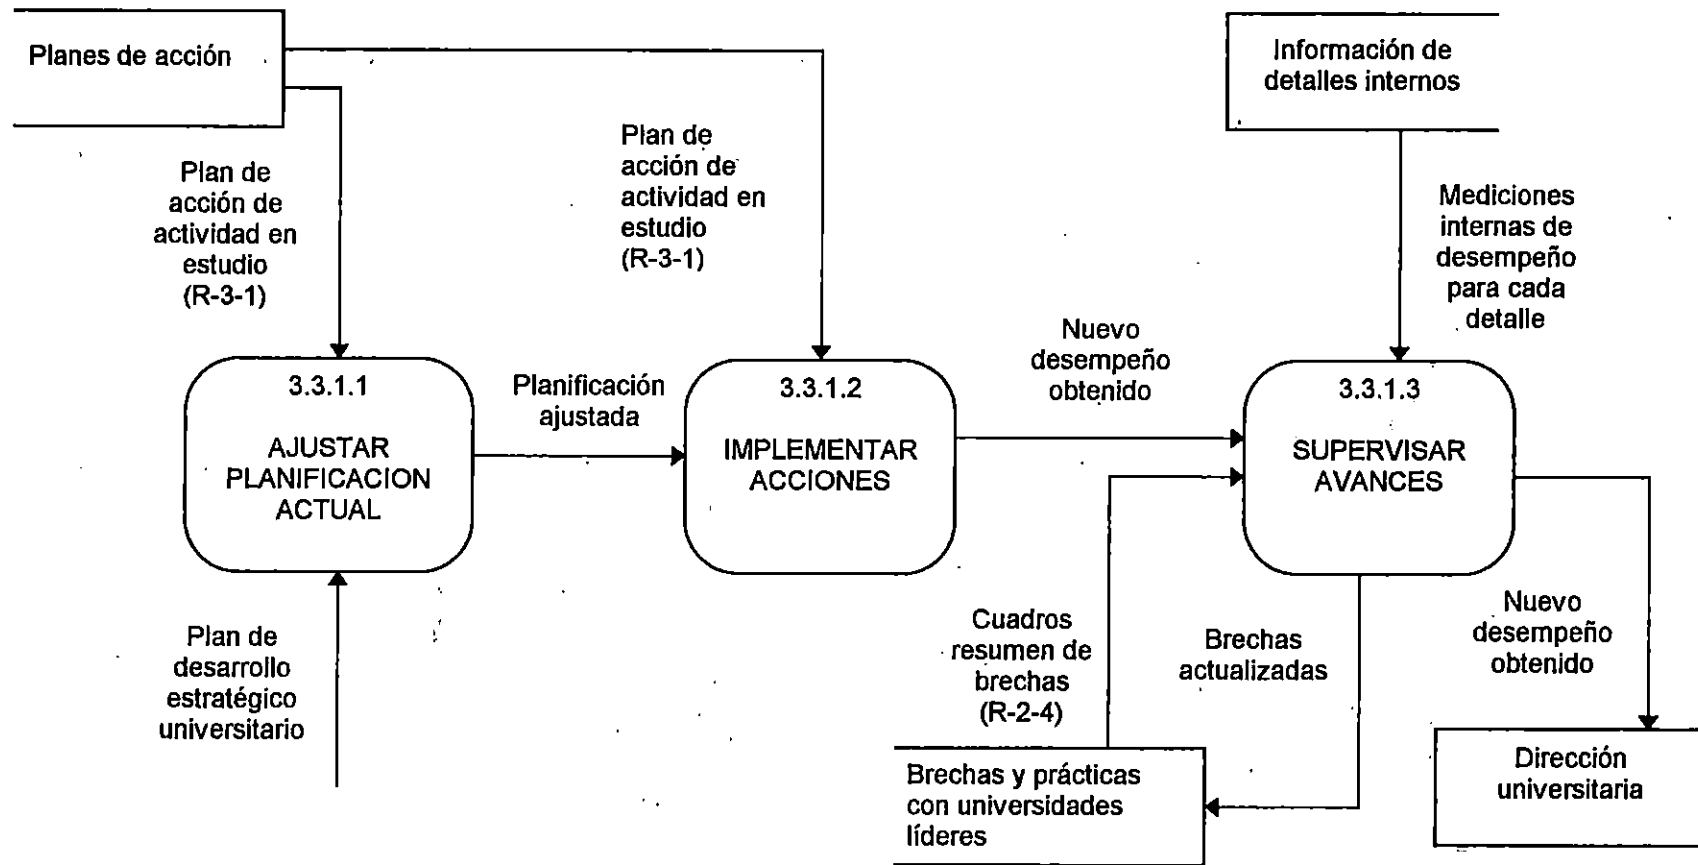 Planes de acción
Información de
detalles internos
Plan de
acción de
actividad en
estudio
(R-3-1)
Plan de
acción de
actividad en
estudio
(R-3-1)
Mediciones
internas de
desempeño
para cada
detalle
3.3.1.1
AJUSTAR
PLANIFICACION
ACTUAL
Planificación
ajustada
3.3.1.2
IMPLEMENTAR
ACCIONES
Nuevo
desempeño
obtenido
3.3.1.3
SUPERVISAR
AVANCES
Plan de
desarrollo
estratégico
universitario
Cuadros
resumen de
brechas
(R-2-4)
Brechas
actualizadas
Nuevo
desempeño
obtenido
Brechas y prácticas
con universidades
líderes
Dirección
universitaria